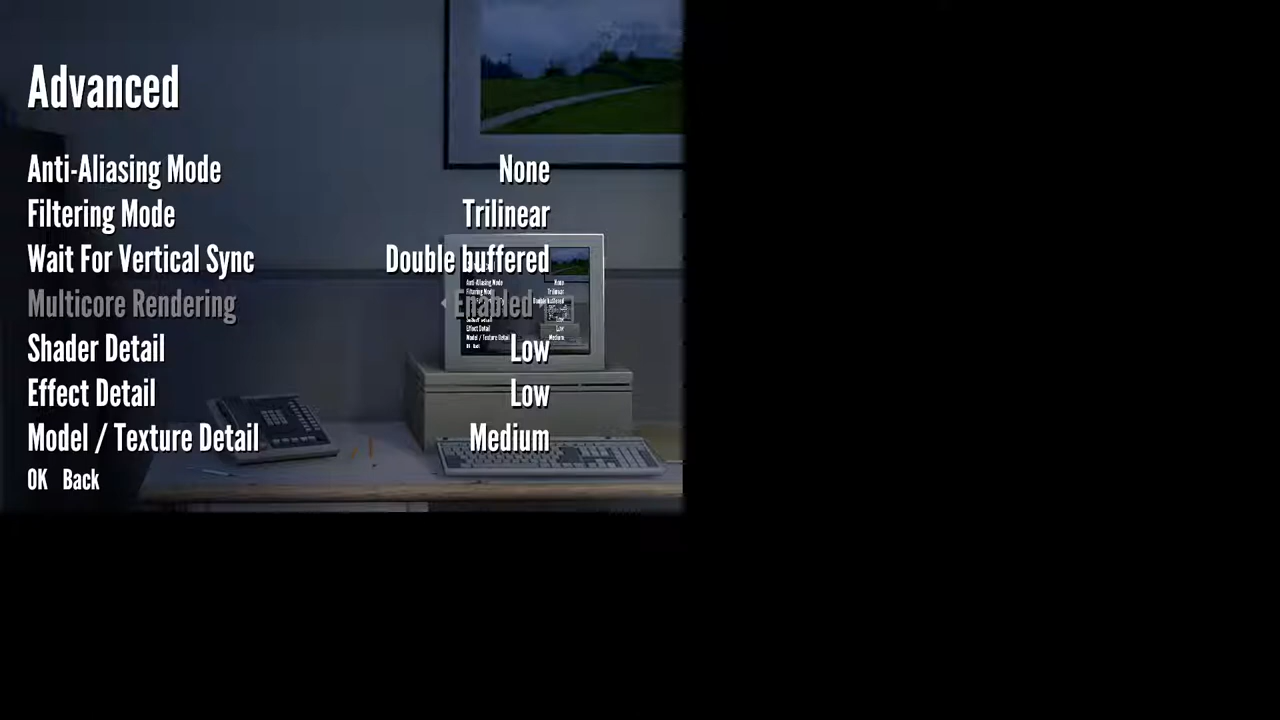 Advanced
Anti-Aliasing Mode None
Filtering Mode Trilinear
Wait For Vertical Sync Double buffered
Multicore Rendering Enabled
Shader Detail Low
Effect Detail Low
Model / Texture Detail Medium
OK Back